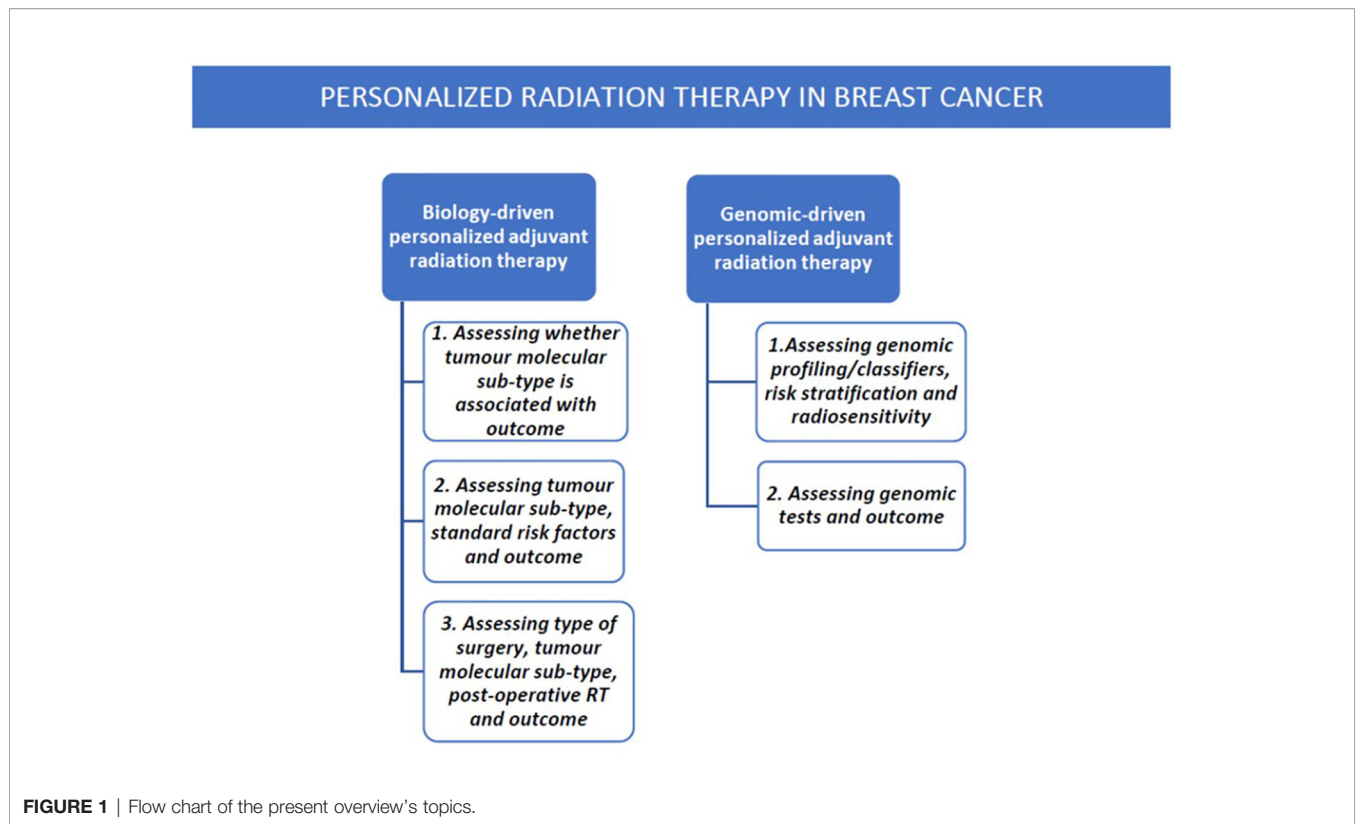 PERSONALIZED RADIATION THERAPY IN BREAST CANCER
Biology-driven
personalized adjuvant
radiation therapy
1. Assessing whether
tumour molecular
sub-type is
associated with
outcome
2. Assessing tumour
molecular sub-type,
standard risk factors
and outcome
3. Assessing type of
surgery, tumour
molecular sub-type,
post-operative RT
and outcome
Genomic-driven
personalized adjuvant
radiation therapy
1.Assessing genomic
profiling/classifiers,
risk stratification and
radiosensitivity
2. Assessing genomic
tests and outcome
FIGURE 1 | Flow chart of the present overview's topics.